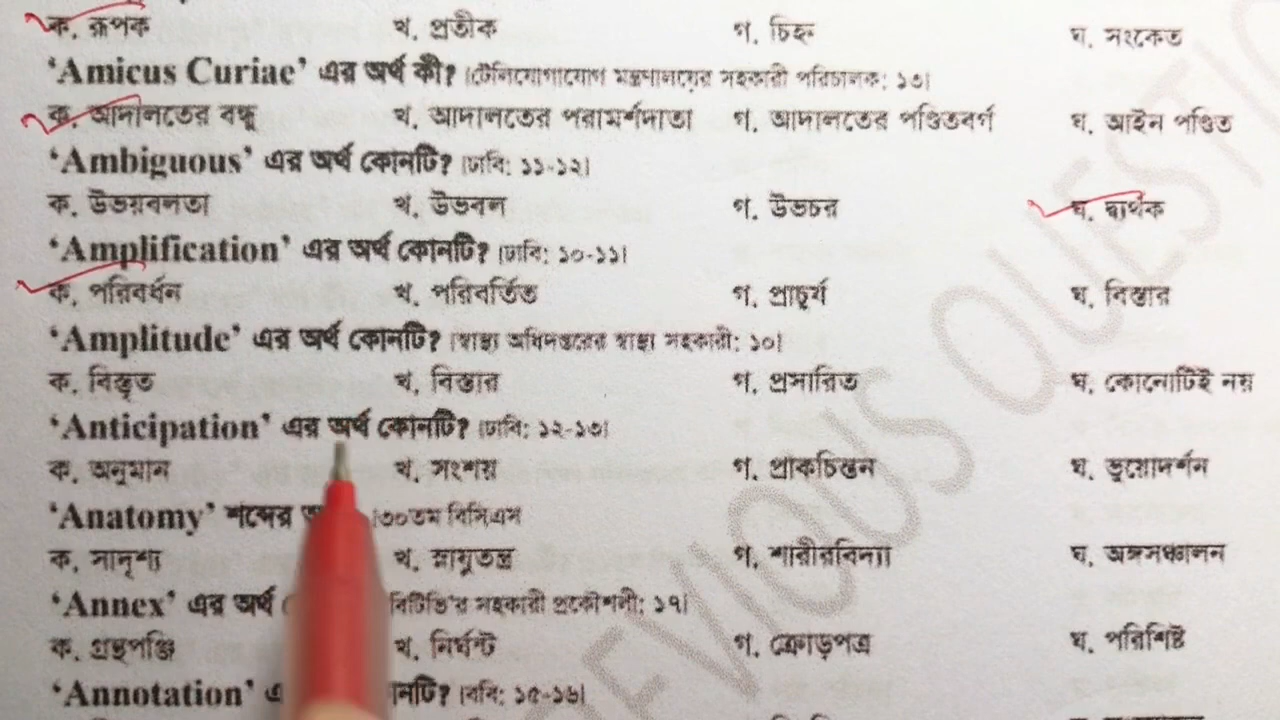 ক. রূপক খ. প্রতীক গ. চিহ্ন ঘ. সংকেত
‘Amicus Curiae’ এর অর্থ কী? [টেলিযোগাযোগ মন্ত্রণালয়ের সহকারী পরিচালক: ১৩]
ক. আদালতের বন্ধু খ. আদালতের পরামর্শদাতা গ. আদালতের পণ্ডিতবর্গ ঘ. আইন পণ্ডিত
‘Ambiguous’ এর অর্থ কোনটি? [ঢাবি: ১১-১২]
ক. উভয়বলতা খ. উভবল গ. উভচর ঘ. দ্ব্যর্থক
‘Amplification’ এর অর্থ কোনটি? [ঢাবি: ১০-১১]
ক. পরিবর্ধন খ. পরিবর্তিত গ. প্রাচুর্য ঘ. বিস্তার
‘Amplitude’ এর অর্থ কোনটি? [স্বাস্থ্য অধিদপ্তরের স্বাস্থ্য সহকারী: ১০]
ক. বিস্তৃত খ. বিস্তার গ. প্রসারিত ঘ. কোনোটিই নয়
‘Anticipation’ এর অর্থ কোনটি? [ঢাবি: ১২-১৩]
ক. অনুমান খ. সংশয় গ. প্রাকচিন্তন ঘ. ভূয়োদর্শন
‘Anatomy’ শব্দের [৩০তম বিসিএস
ক. সাদৃশ্য খ. স্নায়ুতন্ত্র গ. শারীরবিদ্যা ঘ. অঙ্গসঞ্চালন
‘Annex’ এর অর্থ বিটিভি'র সহকারী প্রকৌশলী: ১৭]
ক. গ্রন্থপঞ্জি খ. নির্ঘন্ট গ. ক্রোড়পত্র ঘ. পরিশিষ্ট
‘Annotation’ [ববি: ১৫-১৬]